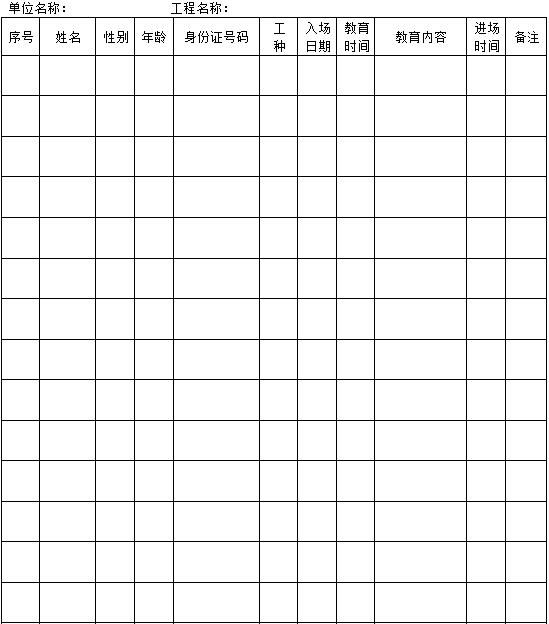 单位名称: 工程名称:
序号 姓名 性别 年龄 身份证号码 工种 入场日期 教育时间 教育内容 进场时间 备注